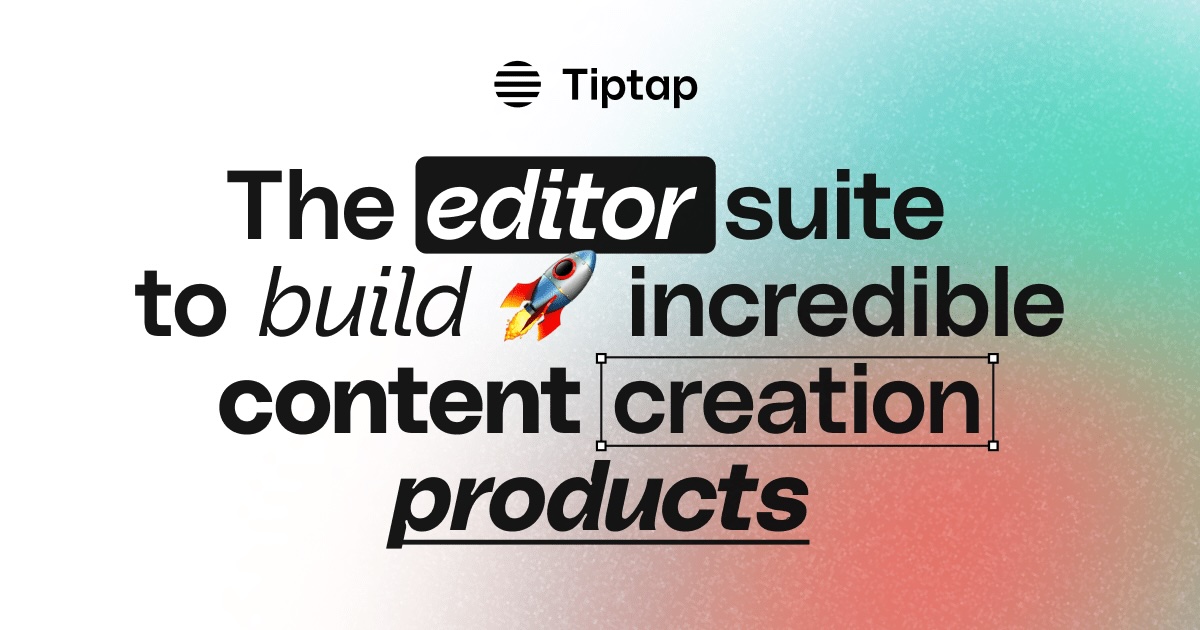 Tiptap
The editor suite
to build 🚀 incredible
content creation
products